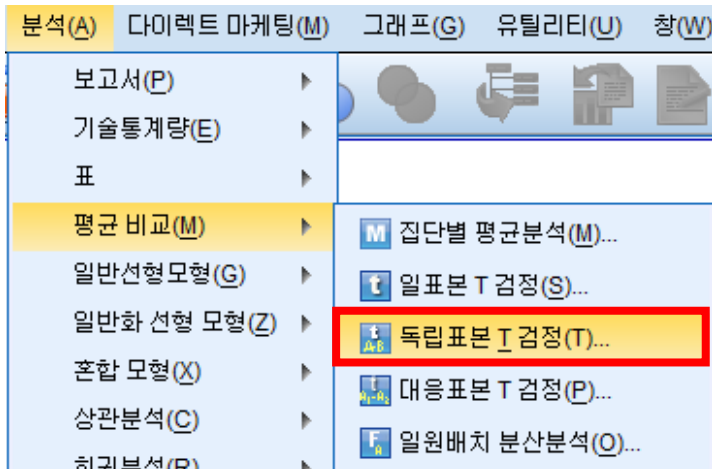 분석(A) 다이렉트 마케팅(M) 그래프(G) 유틸리티(U) 창(W)
보고서(P)
기술통계량(E)
표
평균 비교(M)
일반선형모형(G)
일반화 선형 모형(Z)
혼합 모형(X)
상관분석(C)
회귀분석(R)
M 집단별 평균분석(M)...
t 일표본 T 검정(S)...
독립표본 T 검정(T)...
대응표본 T 검정(P)...
일원배치 분산분석(O)...